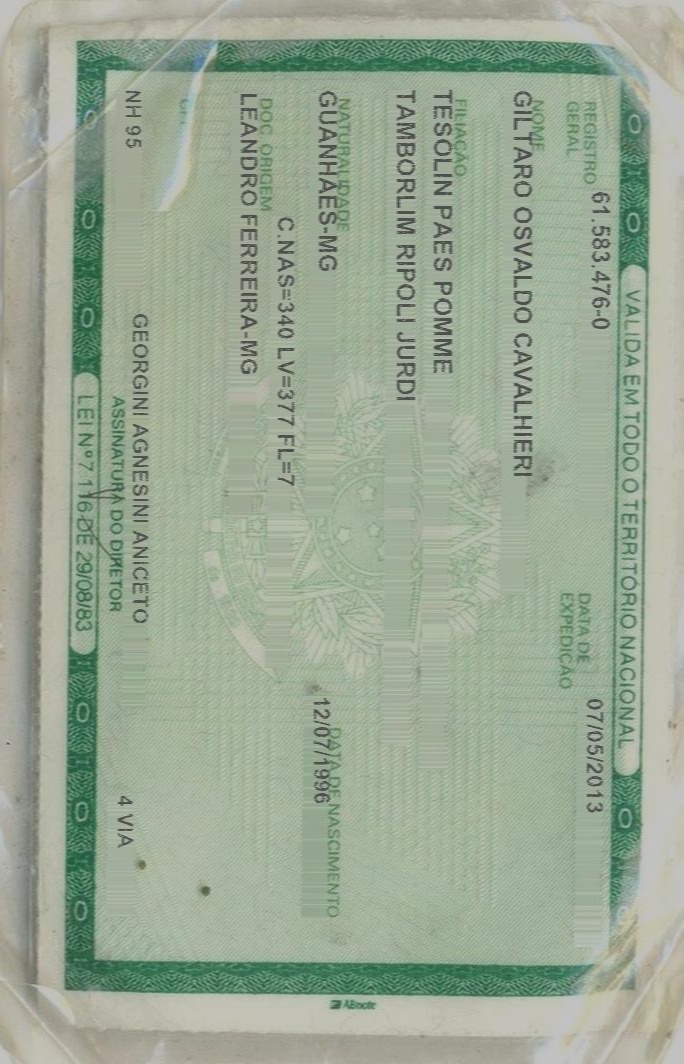 VALIDA EM TODO O TERRITÓRIO NACIONAL
REGISTRO GERAL 61.583.476-0 DATA DE EXPEDIÇÃO 07/05/2013
NOME
GILTARO OSVALDO CAVALHIERI
FILIAÇÃO
TESOLIN PAES POMME
TAMBORLIM RIPOLI JURDI
NATURALIDADE DATA DE NASCIMENTO
GUANHÃES-MG 12/07/1996
C.NAS=340 LV=377 FL=7
DOC. ORIGEM
LEANDRO FERREIRA-MG
NH 95 GEORGINI AGNESINI ANICETO 4 VIA
ASSINATURA DO DIRETOR
LEI Nº 7.116 DE 29/08/83